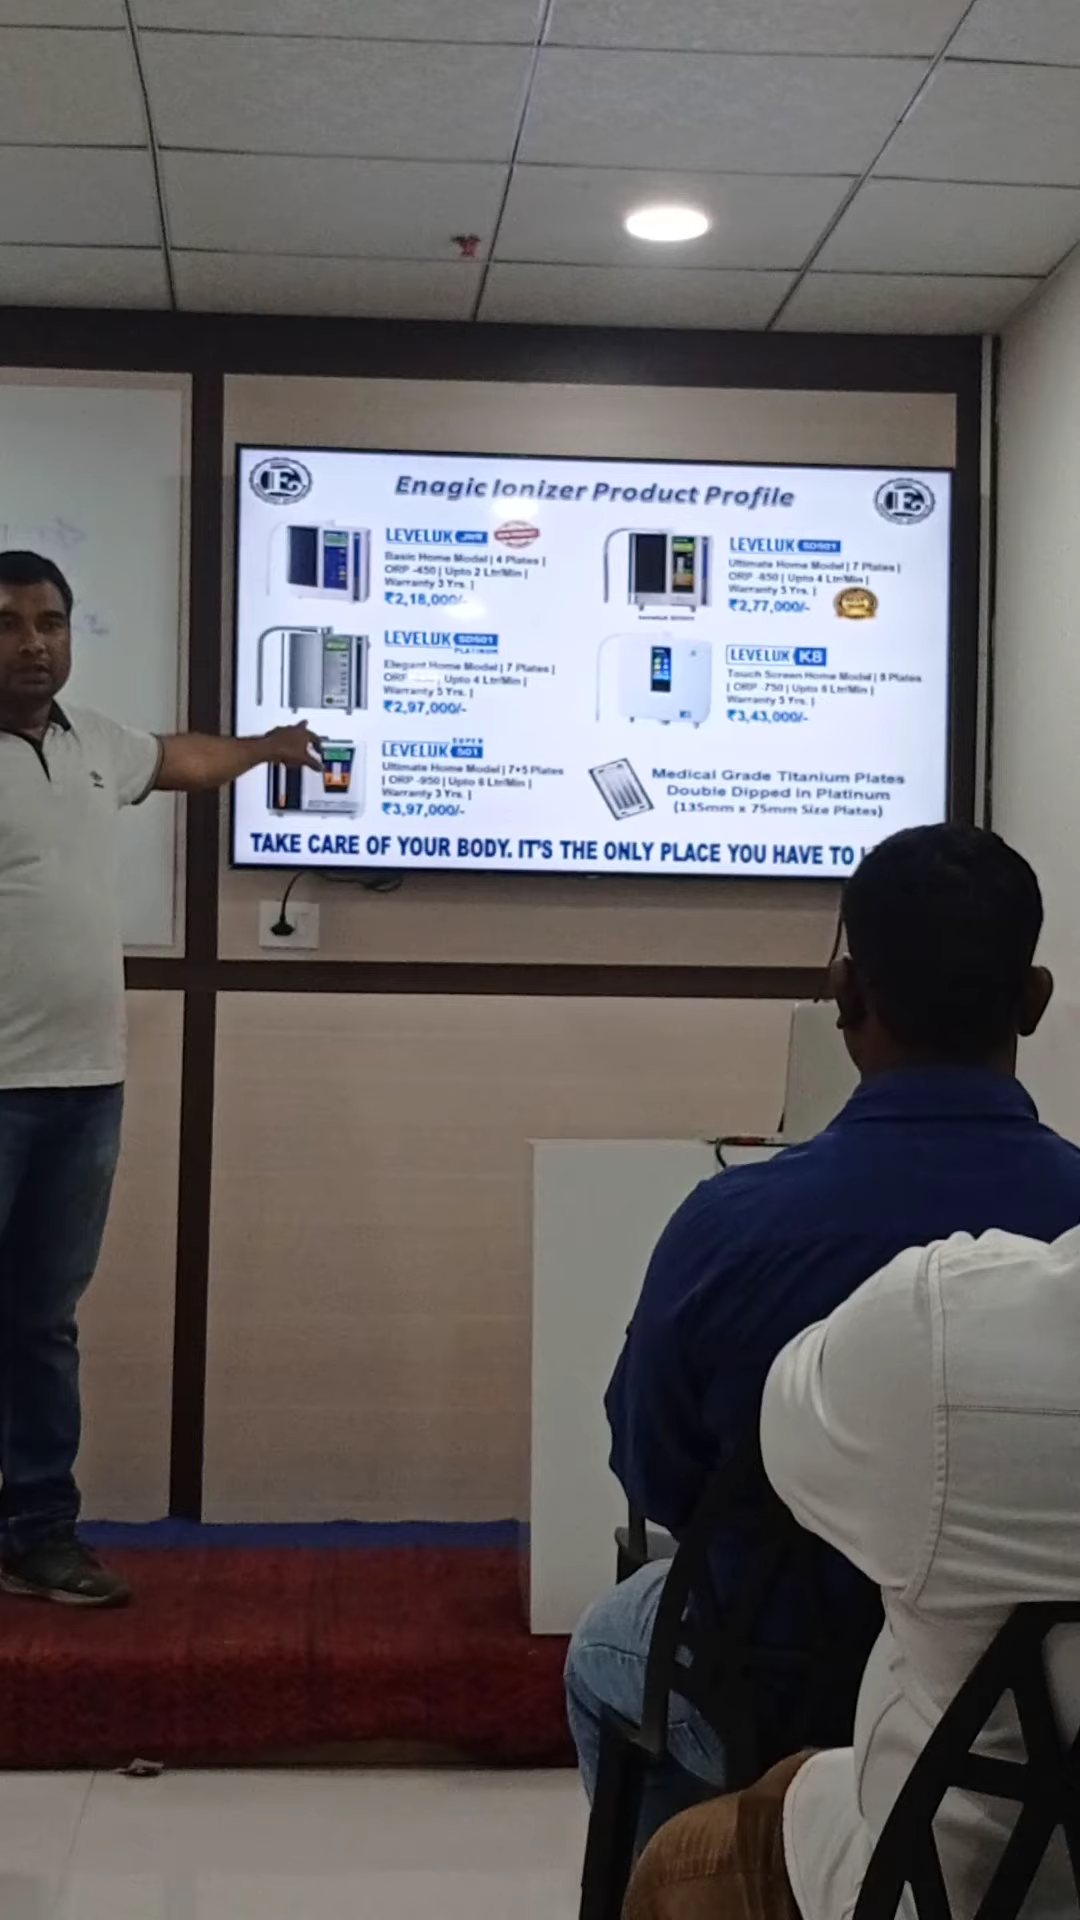 Enagic Ionizer Product Profile
LEVELUK JRIV
Basic Home Model | 4 Plates |
ORP -450 | Upto 2 Ltr/Min |
Warranty 3 Yrs. |
₹2,18,000/-
LEVELUK SD501
PLATINUM
Elegant Home Model | 7 Plates |
ORP Upto 4 Ltr/Min |
Warranty 5 Yrs. |
₹2,97,000/-
SUPER
LEVELUK 501
Ultimate Home Model | 7+5 Plates
| ORP -950 | Upto 6 Ltr/Min |
Warranty 3 Yrs. |
₹3,97,000/-
LEVELUK SD501
Ultimate Home Model | 7 Plates |
ORP -850 | Upto 4 Ltr/Min |
Warranty 5 Yrs. |
₹2,77,000/-
LEVELUK K8
Touch Screen Home Model | 8 Plates
| ORP -750 | Upto 6 Ltr/Min |
Warranty 5 Yrs. |
₹3,43,000/-
Medical Grade Titanium Plates
Double Dipped in Platinum
(135mm x 75mm Size Plates)
TAKE CARE OF YOUR BODY. IT'S THE ONLY PLACE YOU HAVE TO